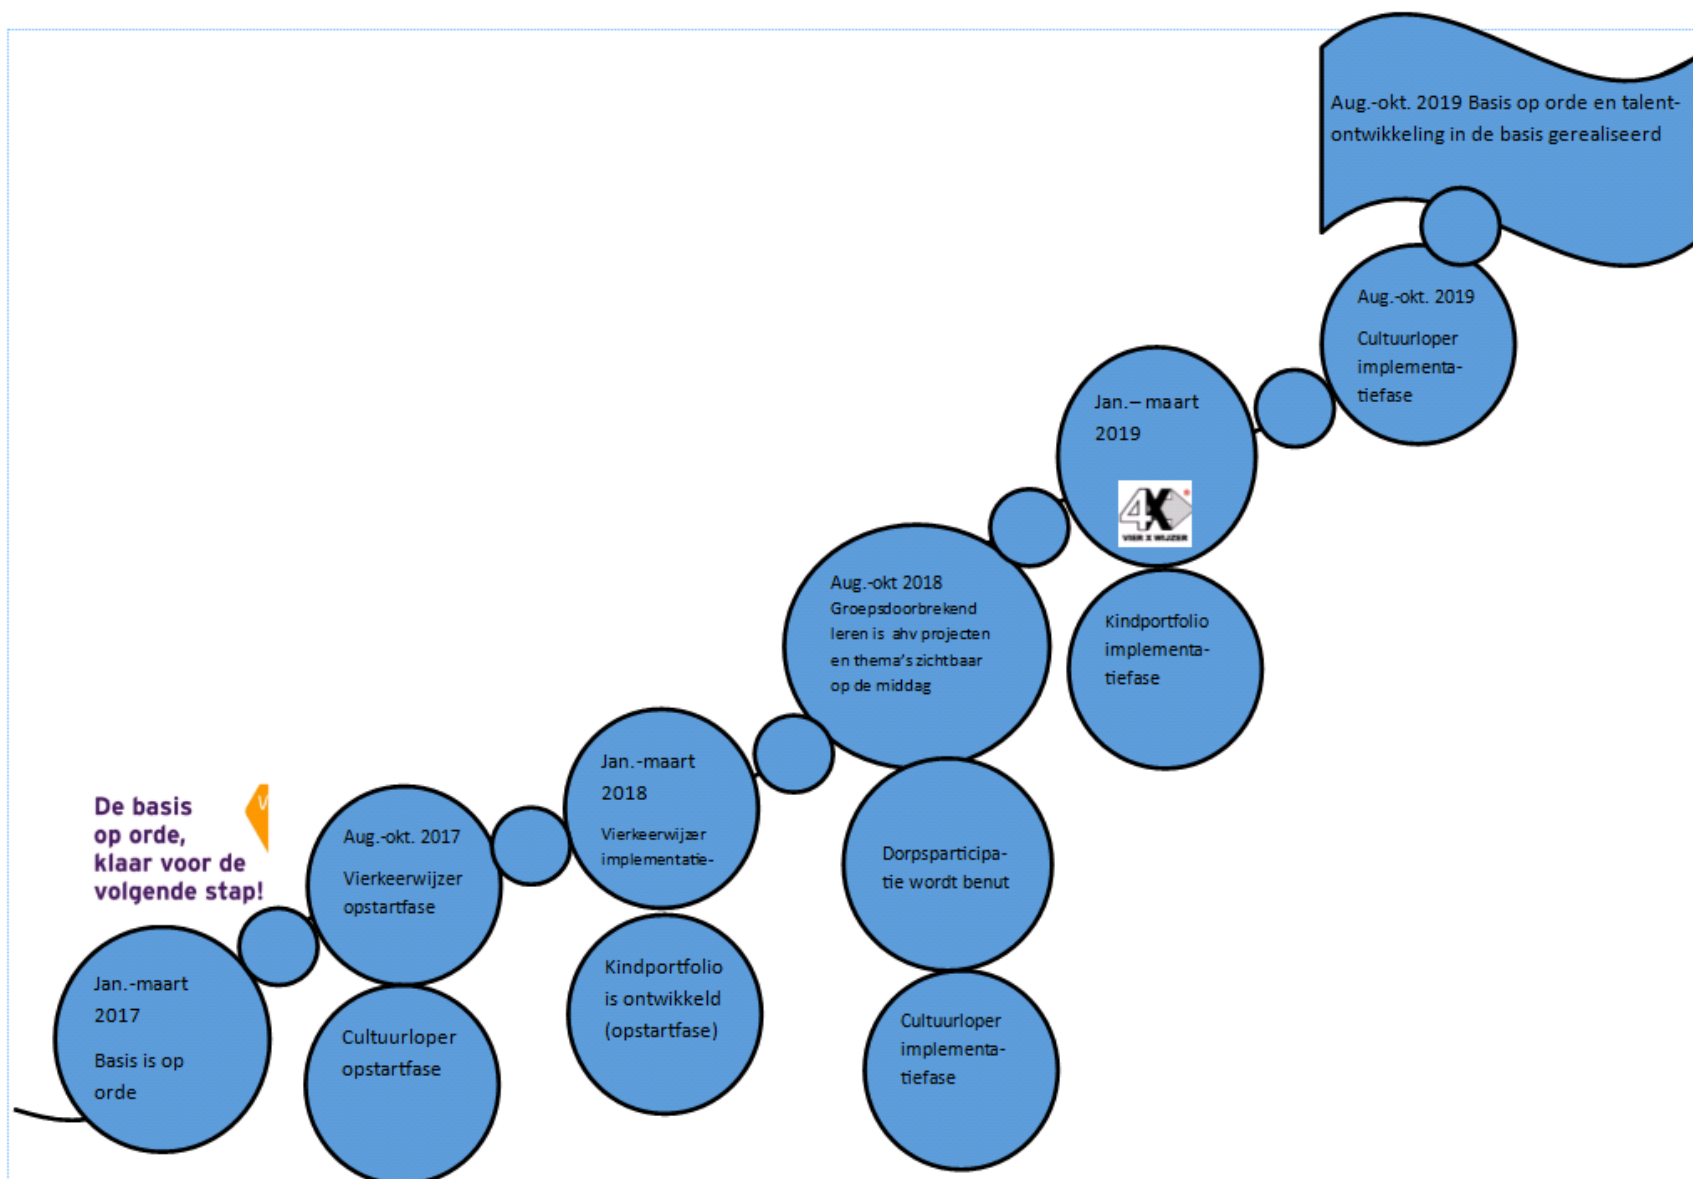 De basis
op orde,
klaar voor de
volgende stap!
Jan.-maart
2017
Basis is op
orde
Aug.-okt. 2017
Vierkeerwijzer
opstartfase
Cultuurloper
opstartfase
Jan.-maart
2018
Vierkeerwijzer
implementatie-
Kindportfolio
is ontwikkeld
(opstartfase)
Aug.-okt 2018
Groepsdoorbrekend
leren is ahv projecten
en thema's zichtbaar
op de middag
Dorpsparticipa-
tie wordt benut
Cultuurloper
implementa-
tiefase
Jan.– maart
2019
4X
VIER X WIJZER
Kindportfolio
implementa-
tiefase
Aug.-okt. 2019
Cultuurloper
implementa-
tiefase
Aug.-okt. 2019 Basis op orde en talent-
ontwikkeling in de basis gerealiseerd